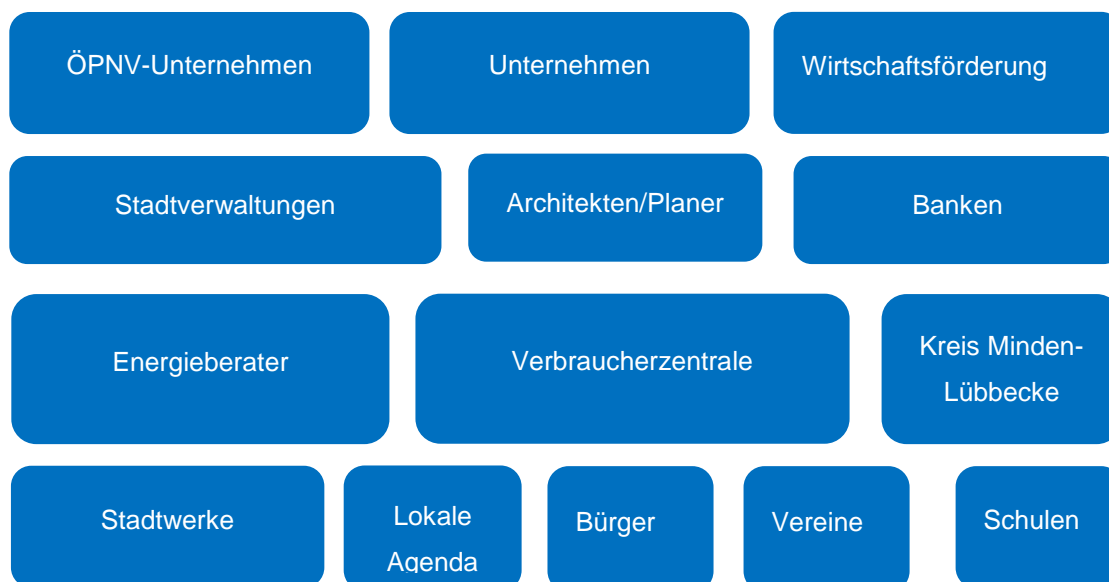 ÖPNV-Unternehmen
Unternehmen
Wirtschaftsförderung
Stadtverwaltungen
Architekten/Planer
Banken
Energieberater
Verbraucherzentrale
Kreis Minden-
Lübbecke
Stadtwerke
Lokale
Agenda
Bürger
Vereine
Schulen